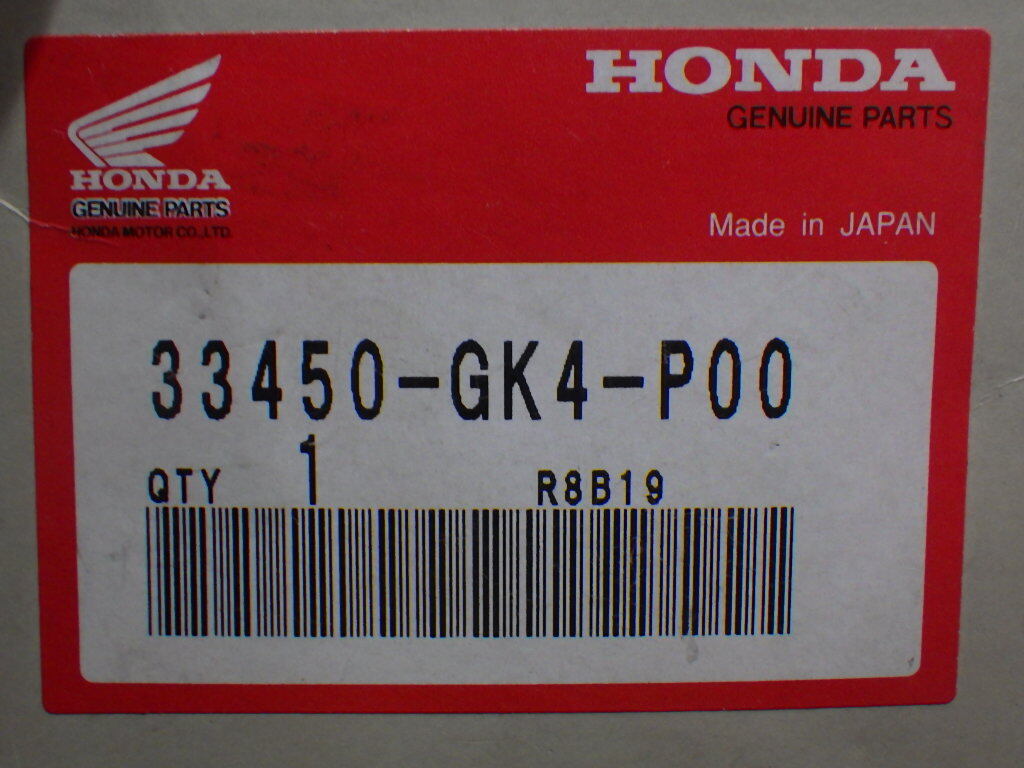 HONDA
GENUINE PARTS
HONDA
GENUINE PARTS
HONDA MOTOR CO.,LTD.
Made in JAPAN
33450-GK4-P00
QTY 1 R8B19